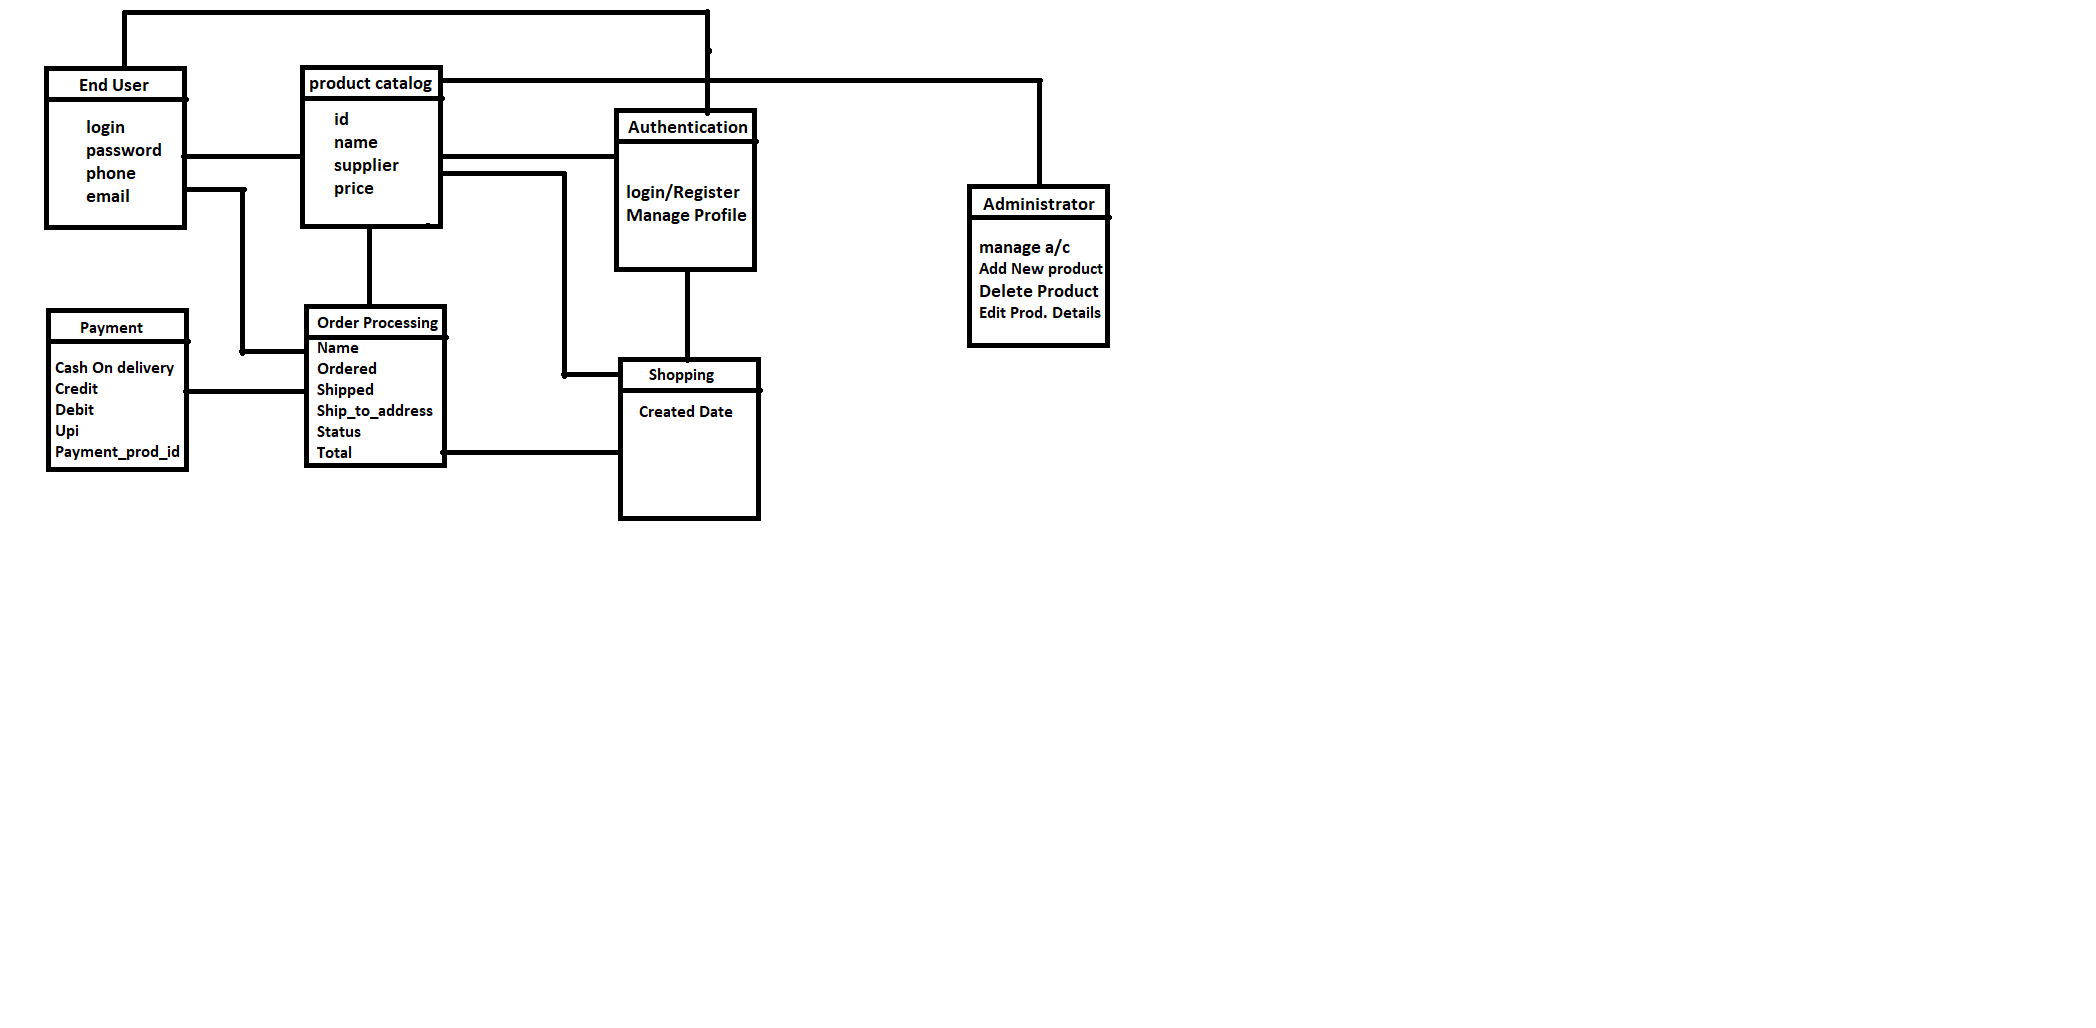 End User
login
password
phone
email
product catalog
id
name
supplier
price
Authentication
login/Register
Manage Profile
Administrator
manage a/c
Add New product
Delete Product
Edit Prod. Details
Payment
Cash On delivery
Credit
Debit
Upi
Payment_prod_id
Order Processing
Name
Ordered
Shipped
Ship_to_address
Status
Total
Shopping
Created Date